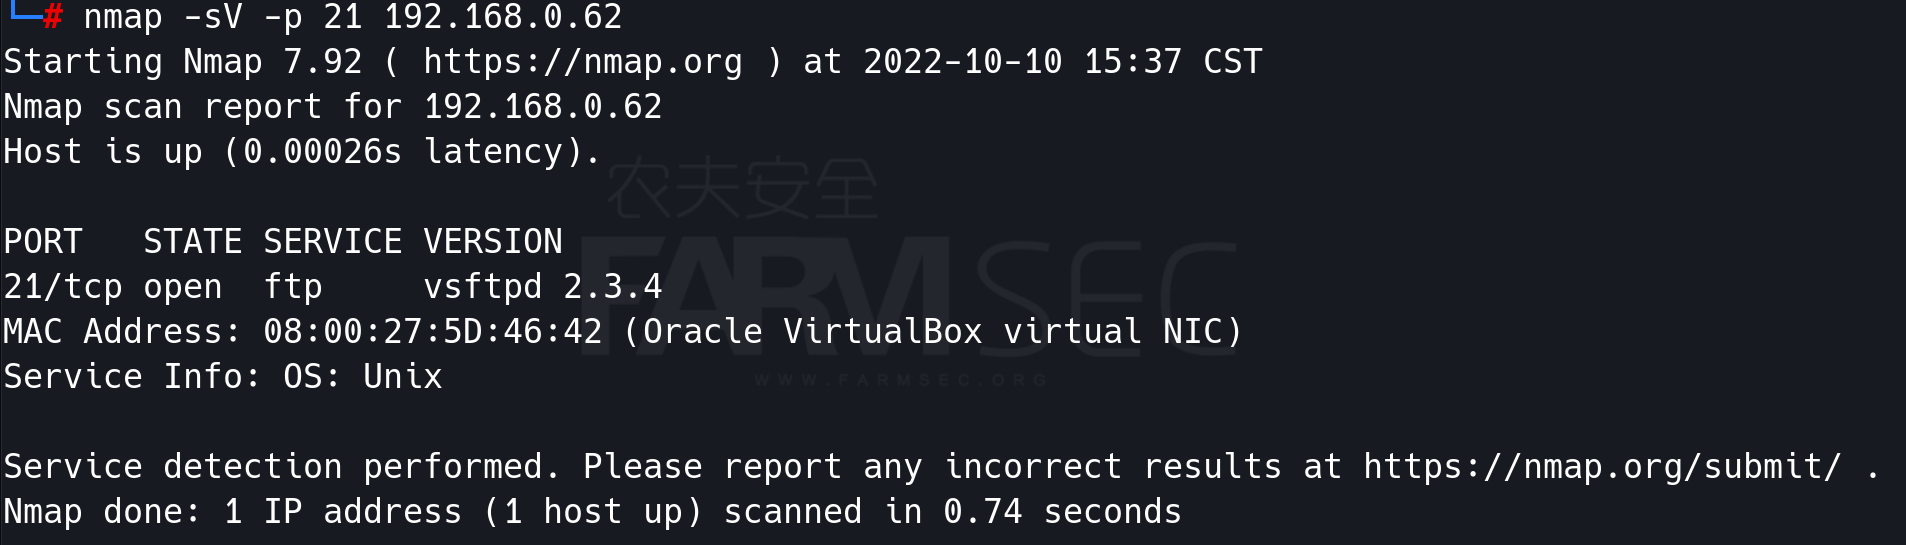 └─# nmap -sV -p 21 192.168.0.62
Starting Nmap 7.92 ( https://nmap.org ) at 2022-10-10 15:37 CST
Nmap scan report for 192.168.0.62
Host is up (0.00026s latency).
农夫安全
PORT   STATE SERVICE VERSION
FARMSEC
21/tcp open  ftp     vsftpd 2.3.4
MAC Address: 08:00:27:5D:46:42 (Oracle VirtualBox virtual NIC)
Service Info: OS: Unix
WWW.FARMSEC.ORG
Service detection performed. Please report any incorrect results at https://nmap.org/submit/ .
Nmap done: 1 IP address (1 host up) scanned in 0.74 seconds